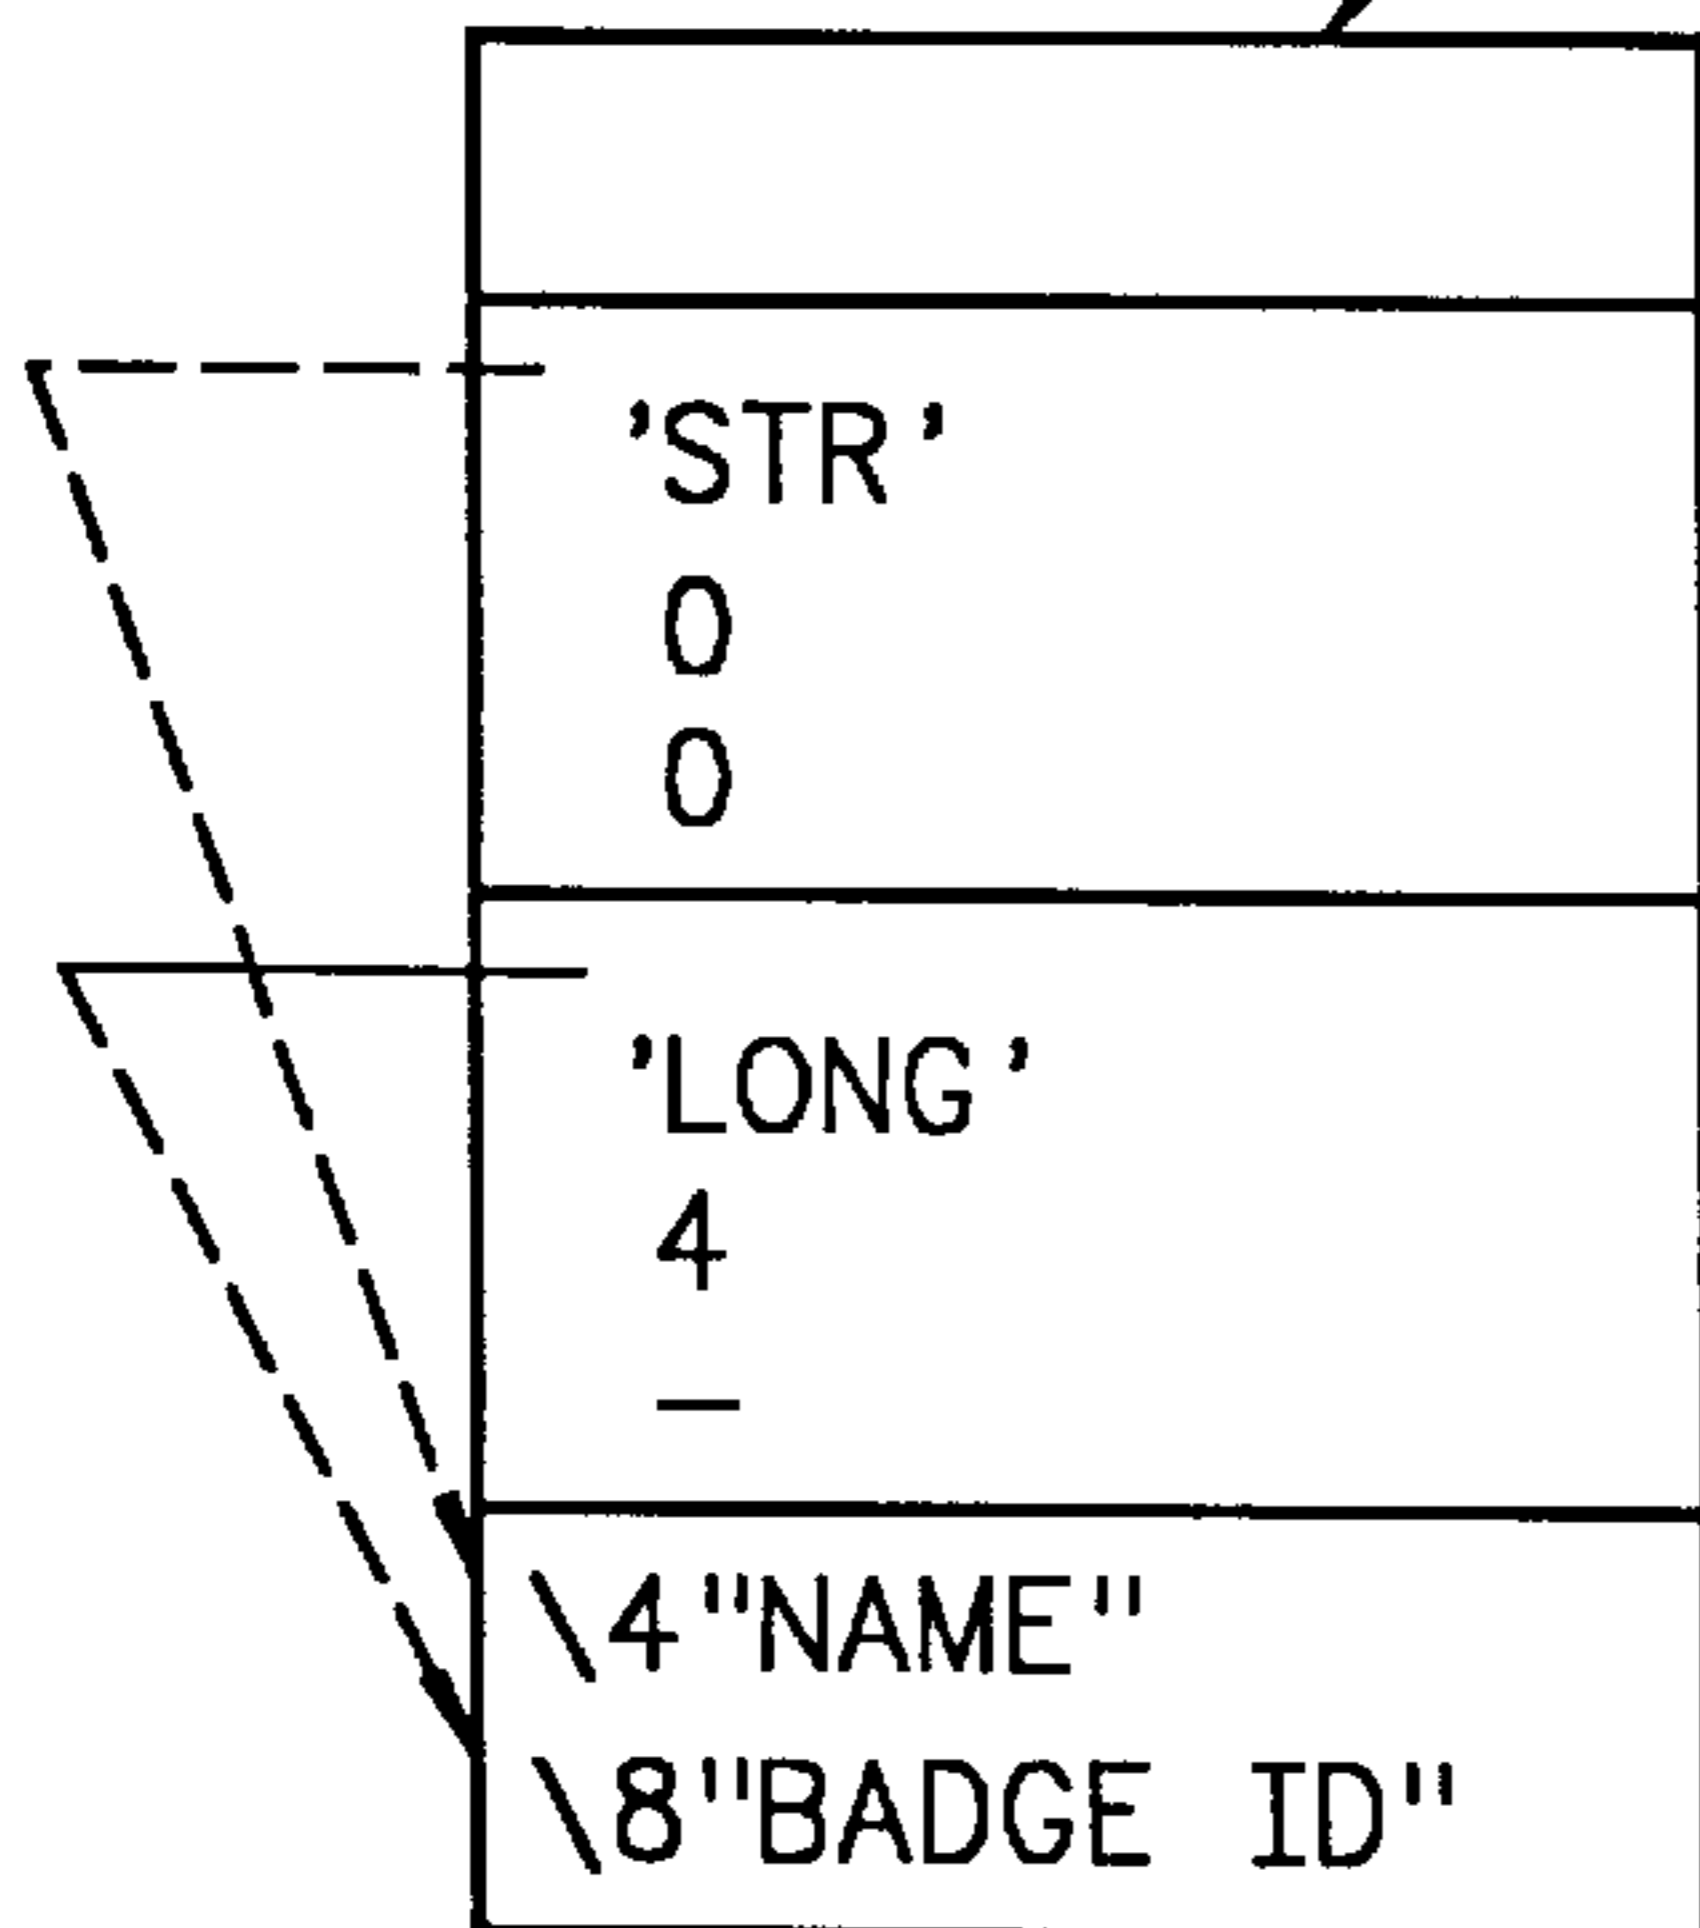 'STR'
0
0
'LONG'
4
—
\4"NAME"
\8"BADGE ID"